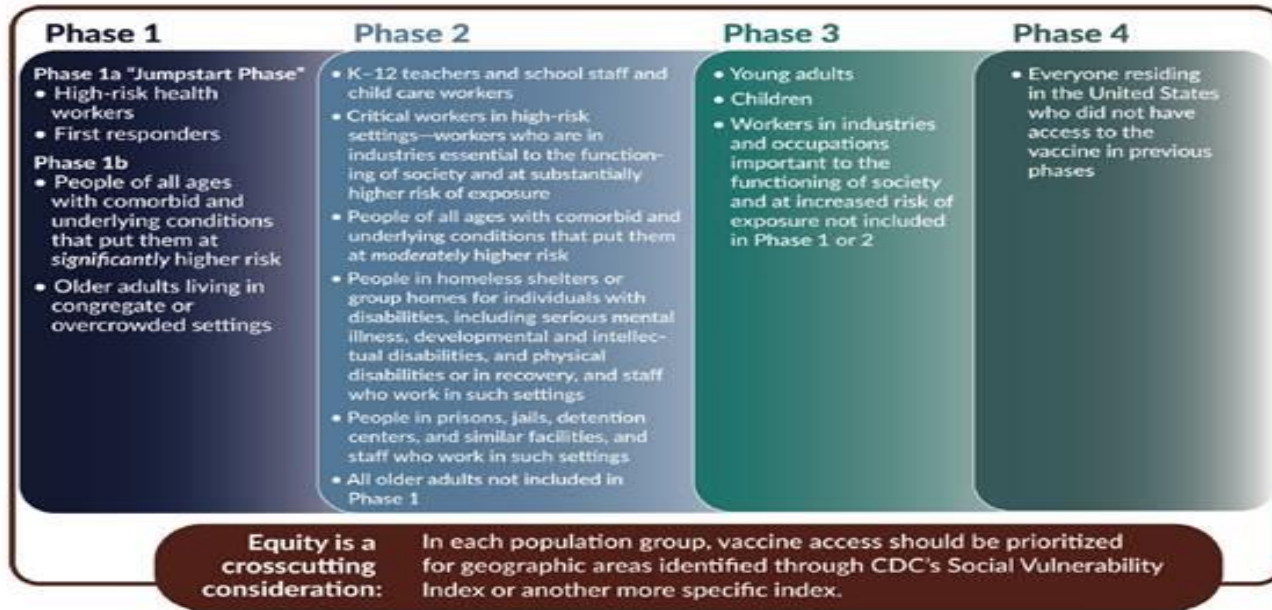 Phase 1
Phase 1a "Jumpstart Phase"
• High-risk health
workers
• First responders
Phase 1b
• People of all ages
with comorbid and
underlying conditions
that put them at
significantly higher risk
• Older adults living in
congregate or
overcrowded settings
Phase 2
• K–12 teachers and school staff and
child care workers
• Critical workers in high-risk
settings—workers who are in
industries essential to the function-
ing of society and at substantially
higher risk of exposure
• People of all ages with comorbid and
underlying conditions that put them
at moderately higher risk
• People in homeless shelters or
group homes for individuals with
disabilities, including serious mental
illness, developmental and intellec-
tual disabilities, and physical
disabilities or in recovery, and staff
who work in such settings
• People in prisons, jails, detention
centers, and similar facilities, and
staff who work in such settings
• All older adults not included in
Phase 1
Phase 3
• Young adults
• Children
• Workers in industries
and occupations
important to the
functioning of society
and at increased risk of
exposure not included
in Phase 1 or 2
Phase 4
• Everyone residing
in the United States
who did not have
access to the
vaccine in previous
phases
Equity is a
crosscutting
consideration:
In each population group, vaccine access should be prioritized
for geographic areas identified through CDC's Social Vulnerability
Index or another more specific index.